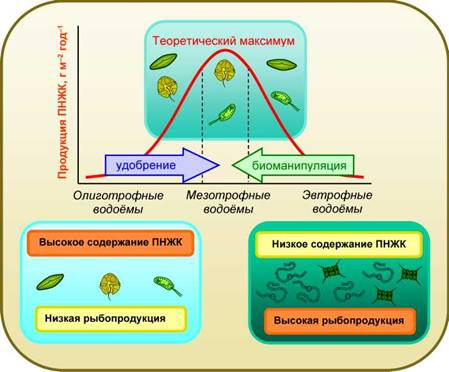 Теоретический максимум
Продукция ПНЖК, г м⁻² год⁻¹
удобрение
биоманипуляция
Олиготрофные
водоёмы
Мезотрофные
водоёмы
Эвтрофные
водоёмы
Высокое содержание ПНЖК
Низкая рыбопродукция
Низкое содержание ПНЖК
Высокая рыбопродукция